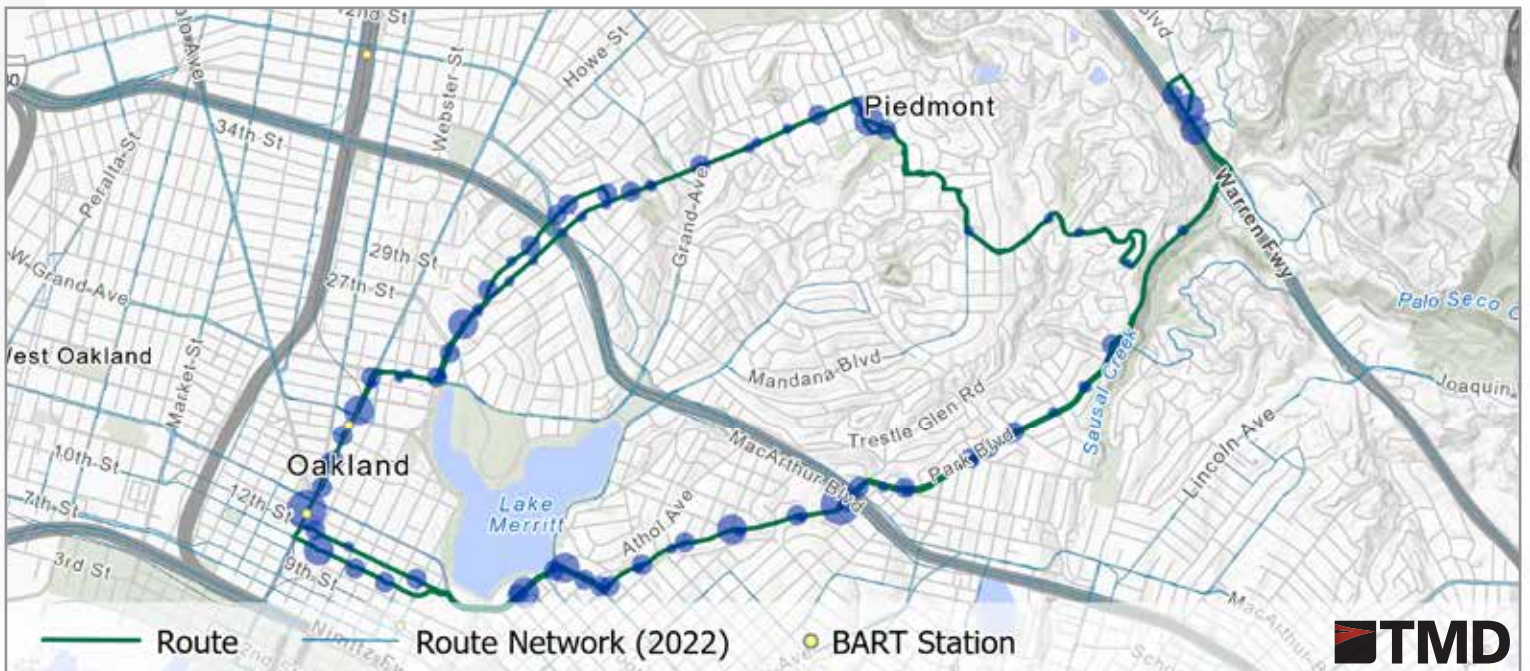 Howe St
Webster St
34th St
Peralta-St
Piedmont
Grand-Ave
Warren Fwy
29th St
27th-St
W-Grand-Ave
Market-St
Palo Seco
Mandana-Blvd
Joaquin
Trestle Glen Rd
Sausal Creek
Park Blvd
Lincoln-Ave
MacArthur-Blvd
Oakland
10th-St
12th-St
7th-St
Lake
Merritt
Athol Ave
3rd St
9th-St
MacArthur
Route
Route Network (2022)
BART Station
TMD